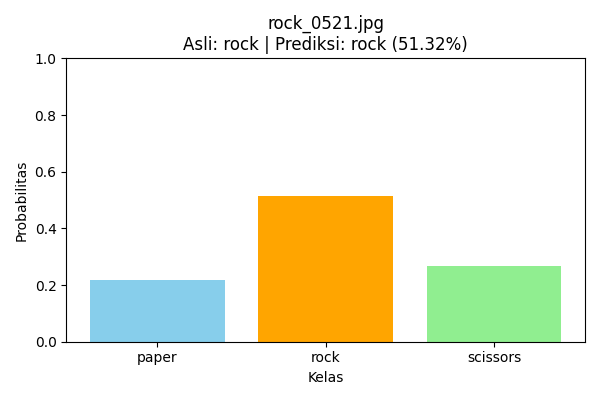 rock_0521.jpg
Asli: rock | Prediksi: rock (51.32%)
1.0
0.8
0.6
0.4
0.2
0.0
Probabilitas
paper rock scissors
Kelas